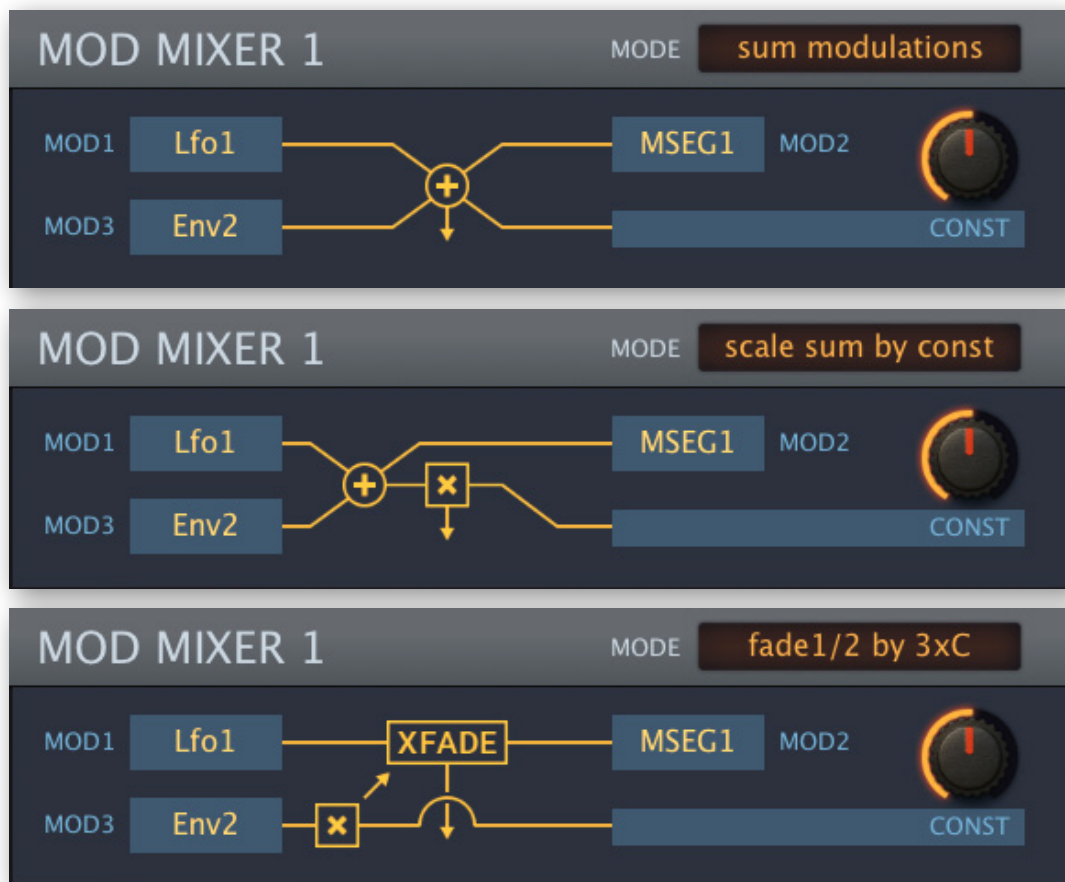 MOD MIXER 1 MODE sum modulations
MOD1 Lfo1 MSEG1 MOD2
+
MOD3 Env2 CONST
MOD MIXER 1 MODE scale sum by const
MOD1 Lfo1 MSEG1 MOD2
+ x
MOD3 Env2 CONST
MOD MIXER 1 MODE fade1/2 by 3xC
MOD1 Lfo1 XFADE MSEG1 MOD2
MOD3 Env2 x CONST